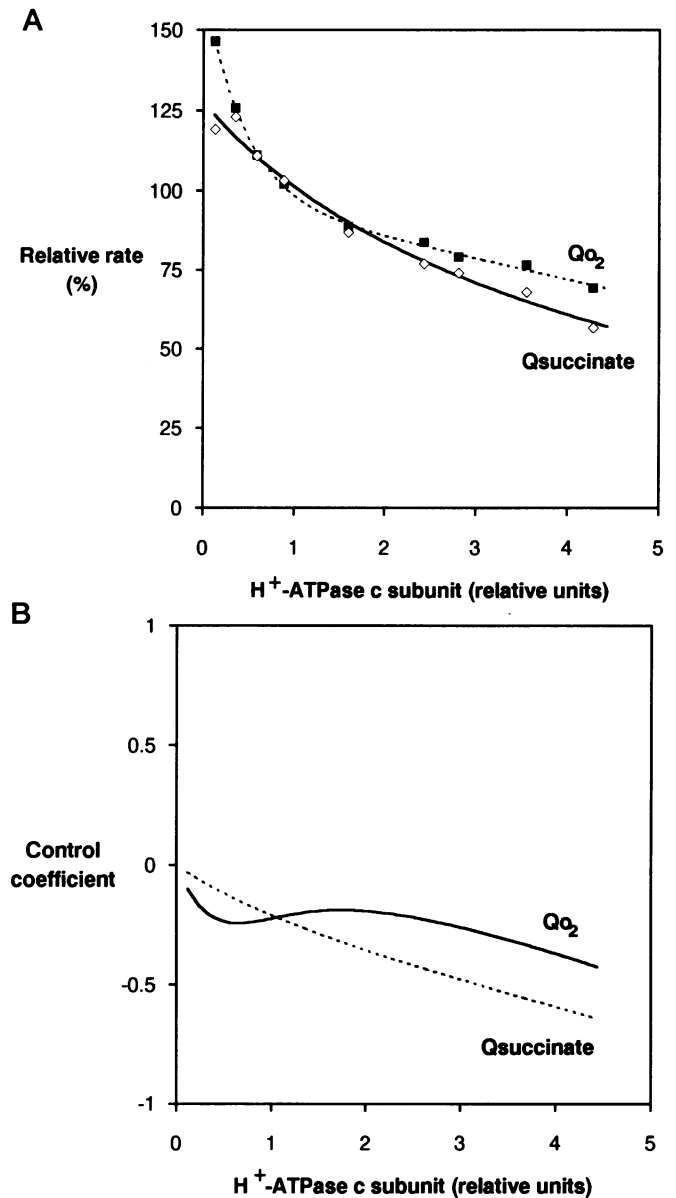 A
150
125
100
75
50
25
0
Relative rate
(%)
Qo2
Qsuccinate
0 1 2 3 4 5
H+-ATPase c subunit (relative units)
B
1
0.5
0
-0.5
-1
Control
coefficient
Qo2
Qsuccinate
0 1 2 3 4 5
H+-ATPase c subunit (relative units)